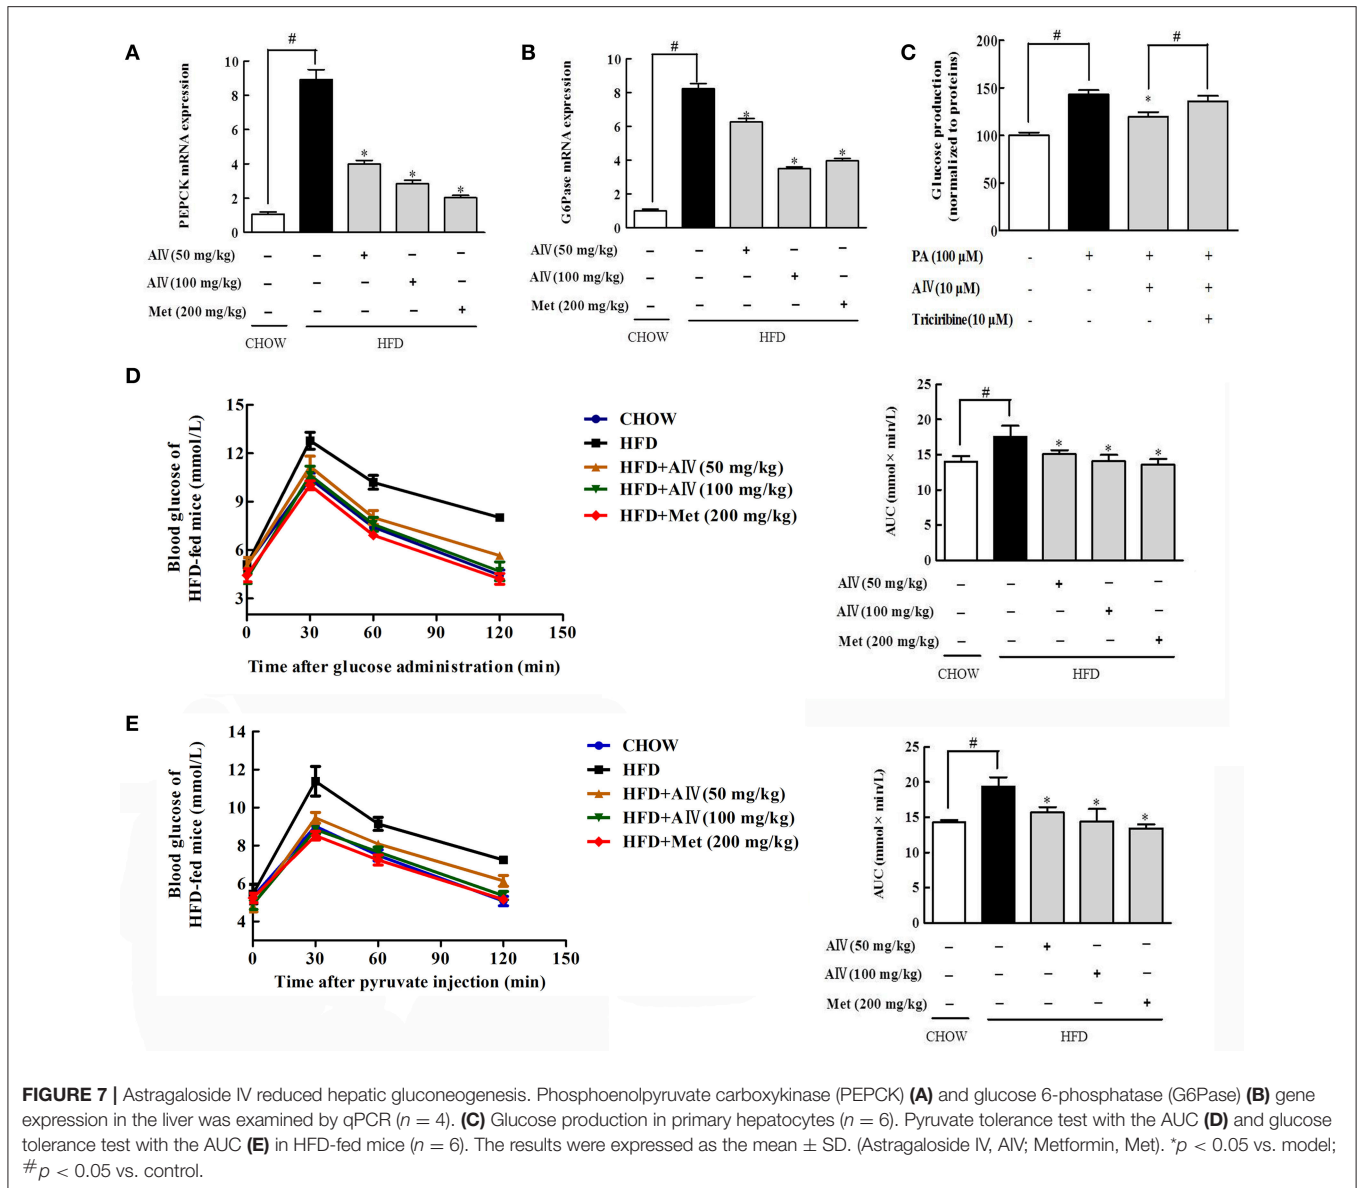 A
#
PEPCK mRNA expression
10
8
6
4
2
0
*
*
*
AⅣ (50 mg/kg) – – + – –
AⅣ (100 mg/kg) – – – + –
Met (200 mg/kg) – – – – +
CHOW HFD
B
#
G6Pase mRNA expression
10
8
6
4
2
0
*
*
*
AⅣ (50 mg/kg) – – + – –
AⅣ (100 mg/kg) – – – + –
Met (200 mg/kg) – – – – +
CHOW HFD
C
#
#
Glucose production
(normalized to proteins)
200
150
100
50
0
*
PA (100 μM) - + + +
AⅣ (10 μM) - - + +
Triciribine(10 μM) - - - +
D
Blood glucose of
HFD-fed mice (mmol/L)
15
12
9
6
3
0 30 60 90 120 150
Time after glucose administration (min)
CHOW
HFD
HFD+AⅣ (50 mg/kg)
HFD+AⅣ (100 mg/kg)
HFD+Met (200 mg/kg)
#
AUC (mmol× min/L)
25
20
15
10
5
0
*
*
*
AⅣ (50 mg/kg) – – + – –
AⅣ (100 mg/kg) – – – + –
Met (200 mg/kg) – – – – +
CHOW HFD
E
Blood glucose of
HFD-fed mice (mmol/L)
14
12
10
8
6
4
0 30 60 90 120 150
Time after pyruvate injection (min)
CHOW
HFD
HFD+AⅣ (50 mg/kg)
HFD+AⅣ (100 mg/kg)
HFD+Met (200 mg/kg)
#
AUC (mmol× min/L)
25
20
15
10
5
0
*
*
*
AⅣ (50 mg/kg) – – + – –
AⅣ (100 mg/kg) – – – + –
Met (200 mg/kg) – – – – +
CHOW HFD
FIGURE 7 | Astragaloside IV reduced hepatic gluconeogenesis. Phosphoenolpyruvate carboxykinase (PEPCK) (A) and glucose 6-phosphatase (G6Pase) (B) gene
expression in the liver was examined by qPCR (n = 4). (C) Glucose production in primary hepatocytes (n = 6). Pyruvate tolerance test with the AUC (D) and glucose
tolerance test with the AUC (E) in HFD-fed mice (n = 6). The results were expressed as the mean ± SD. (Astragaloside IV, AIV; Metformin, Met). *p < 0.05 vs. model;
#p < 0.05 vs. control.